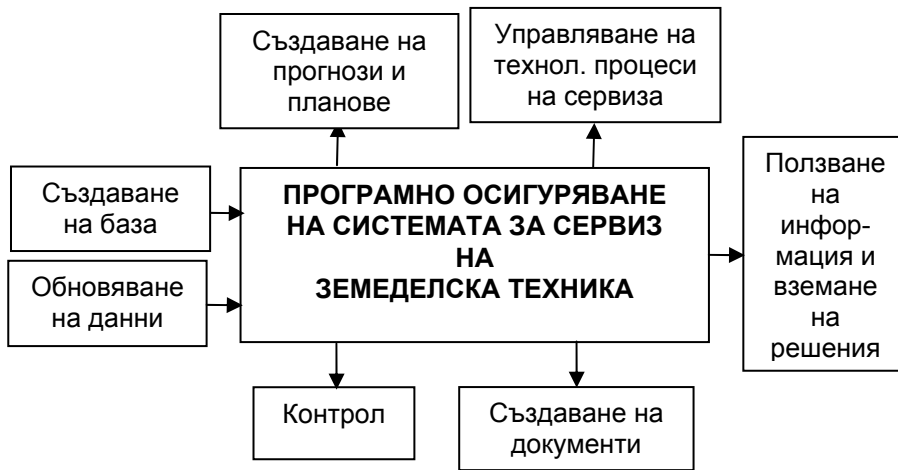 Създаване на
прогнози и
планове
Управляване на
технол. процеси
на сервиза
Създаване
на база
Обновяване
на данни
ПРОГРАМНО ОСИГУРЯВАНЕ
НА СИСТЕМАТА ЗА СЕРВИЗ
НА
ЗЕМЕДЕЛСКА ТЕХНИКА
Ползване
на
инфор-
мация и
вземане
на
решения
Контрол
Създаване на
документи